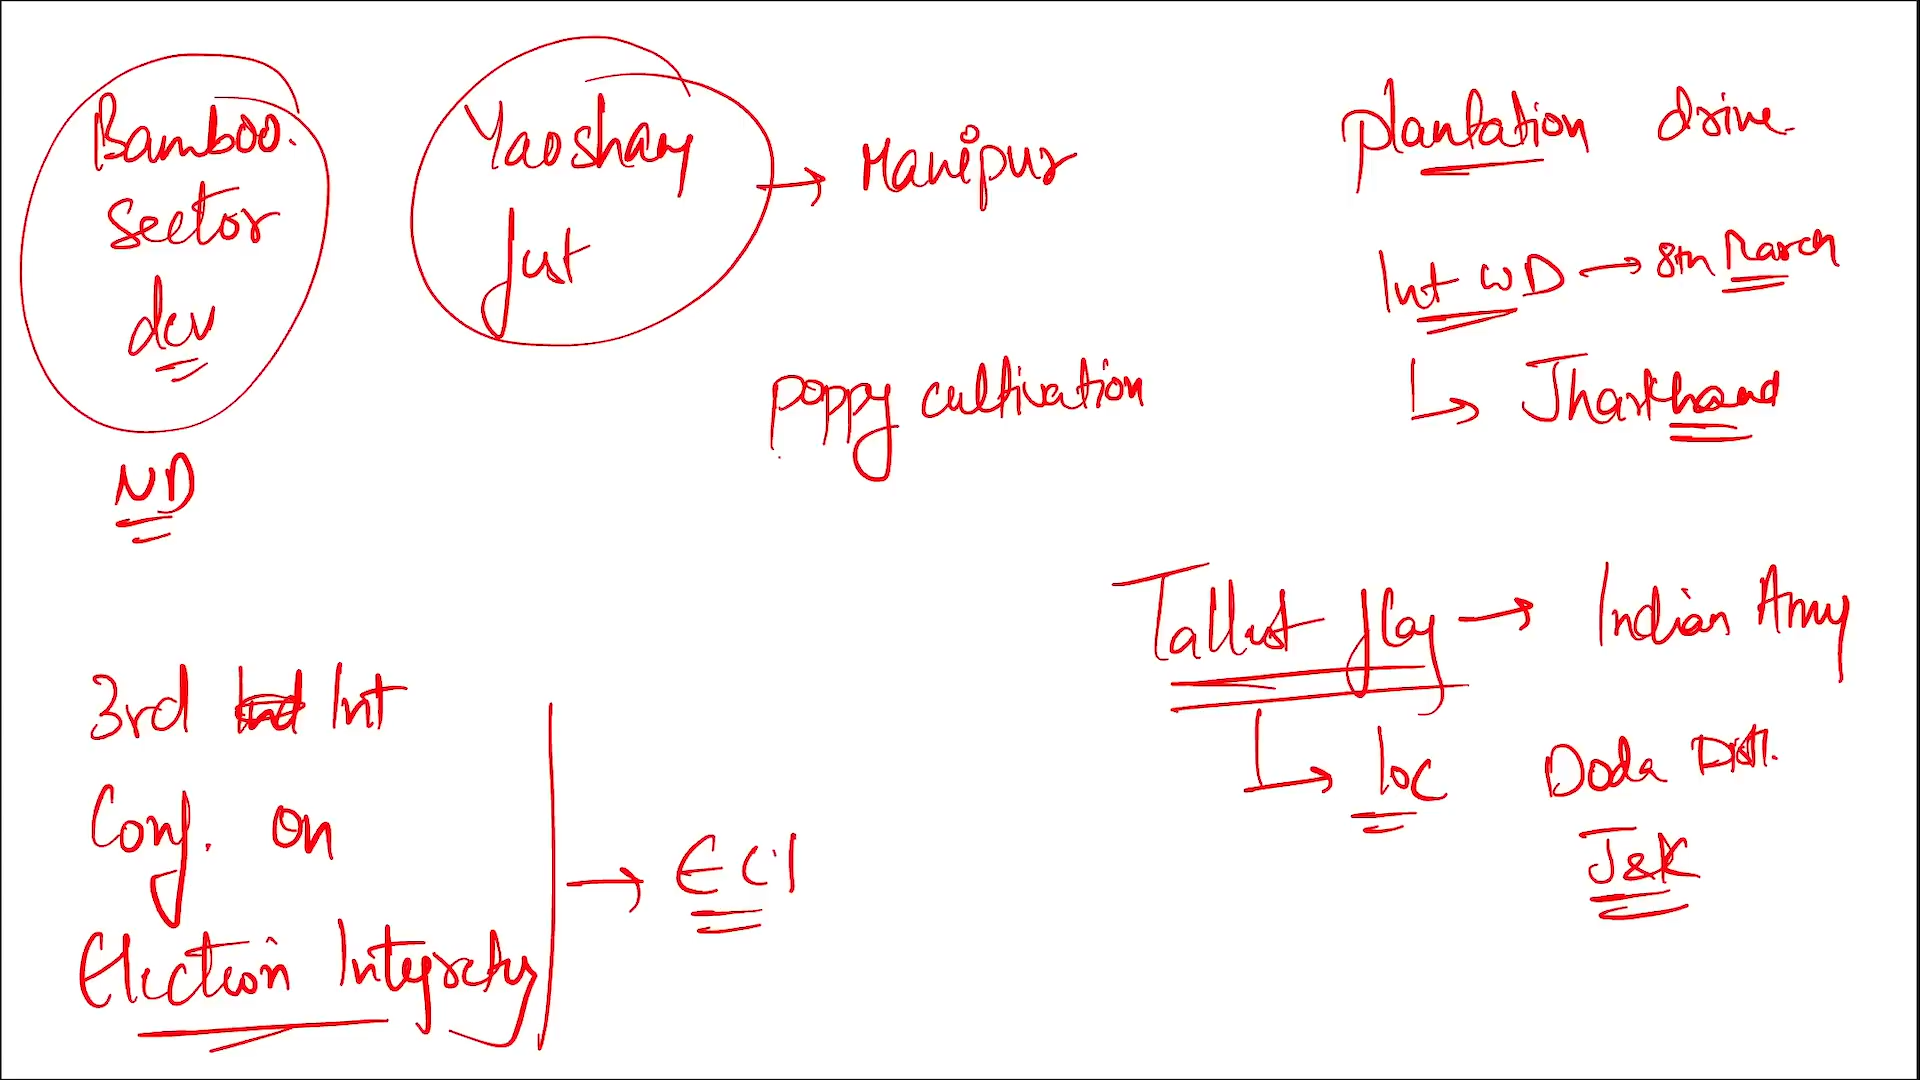 Bamboo.
sector
dev
ND
Yaoshang
fest → Manipur
poppy cultivation
plantation drive
Int WD → 8th March
Jharkhand
Tallest flag → Indian Army
loc Doda Dist.
J&K
3rd Int
Conf. on
Election Integrity
→ ECI